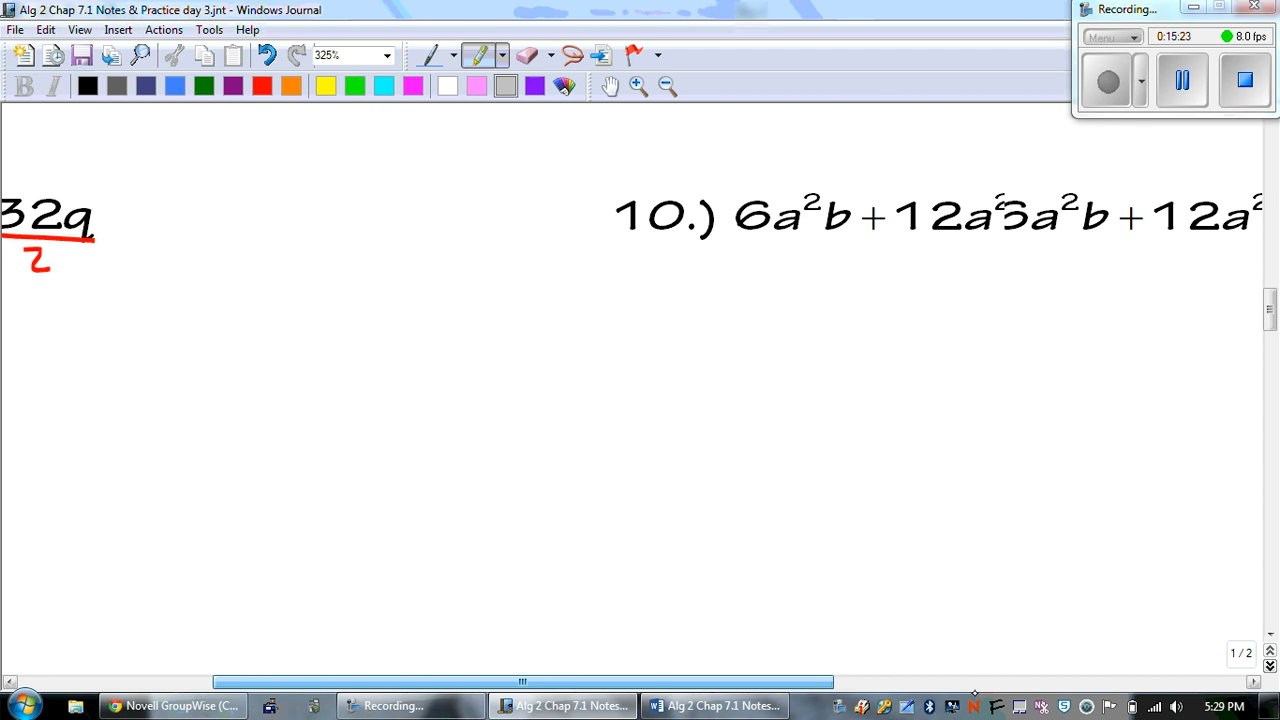 Alg 2 Chap 7.1 Notes & Practice day 3.jnt - Windows Journal
Recording...
File Edit View Insert Actions Tools Help
Menu 0:15:23 8.0 fps
325%
B I
32q
2
10.) 6a²b + 12a² 3a²b + 12a²
1 / 2
Novell GroupWise (C...
Recording...
Alg 2 Chap 7.1 Notes...
Alg 2 Chap 7.1 Notes...
5:29 PM